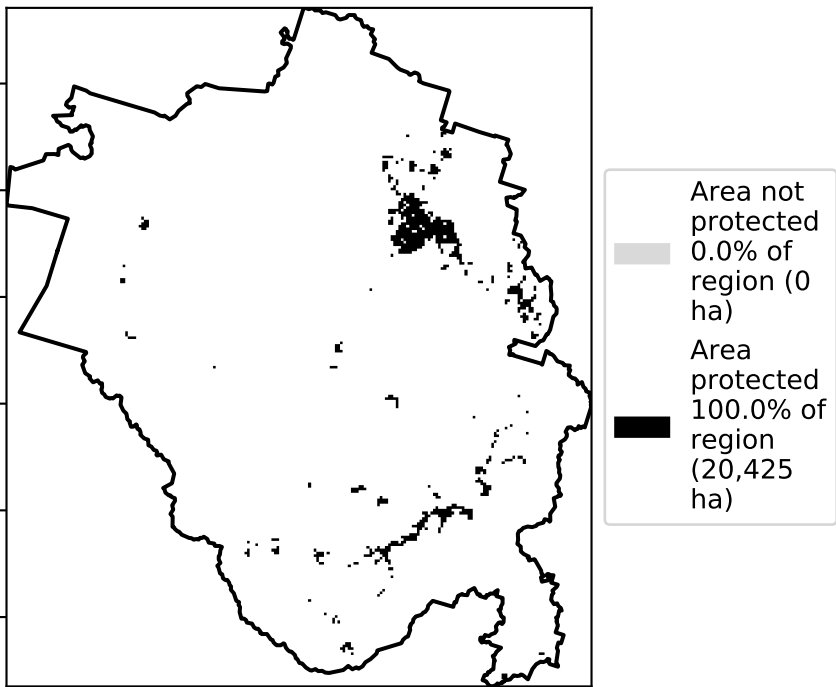 Area not
protected
0.0% of
region (0
ha)
Area
protected
100.0% of
region
(20,425
ha)